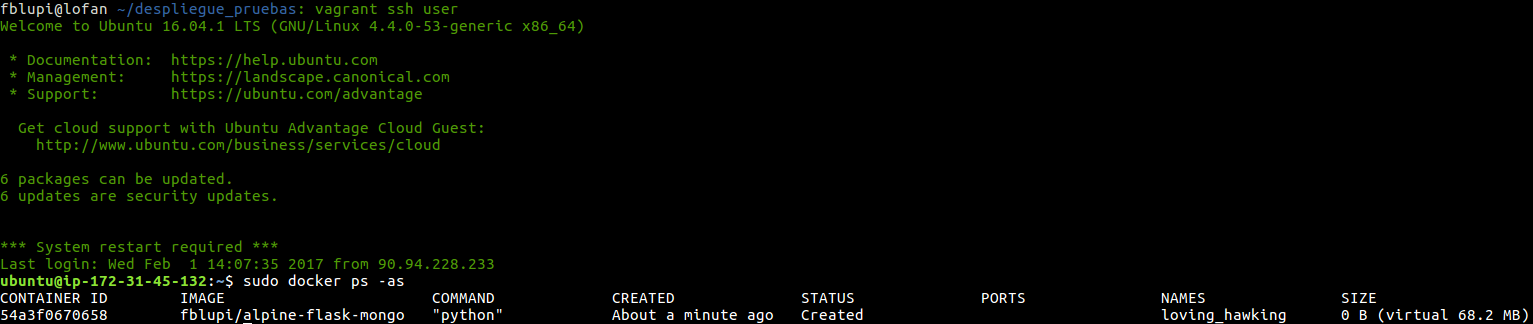 fblupi@lofan ~/despliegue_pruebas: vagrant ssh user
Welcome to Ubuntu 16.04.1 LTS (GNU/Linux 4.4.0-53-generic x86_64)
* Documentation: https://help.ubuntu.com
* Management: https://landscape.canonical.com
* Support: https://ubuntu.com/advantage
Get cloud support with Ubuntu Advantage Cloud Guest:
http://www.ubuntu.com/business/services/cloud
6 packages can be updated.
6 updates are security updates.
*** System restart required ***
Last login: Wed Feb  1 14:07:35 2017 from 90.94.228.233
ubuntu@ip-172-31-45-132:~$ sudo docker ps -as
CONTAINER ID IMAGE COMMAND CREATED STATUS PORTS NAMES SIZE
54a3f0670658 fblupi/alpine-flask-mongo "python" About a minute ago Created loving_hawking 0 B (virtual 68.2 MB)